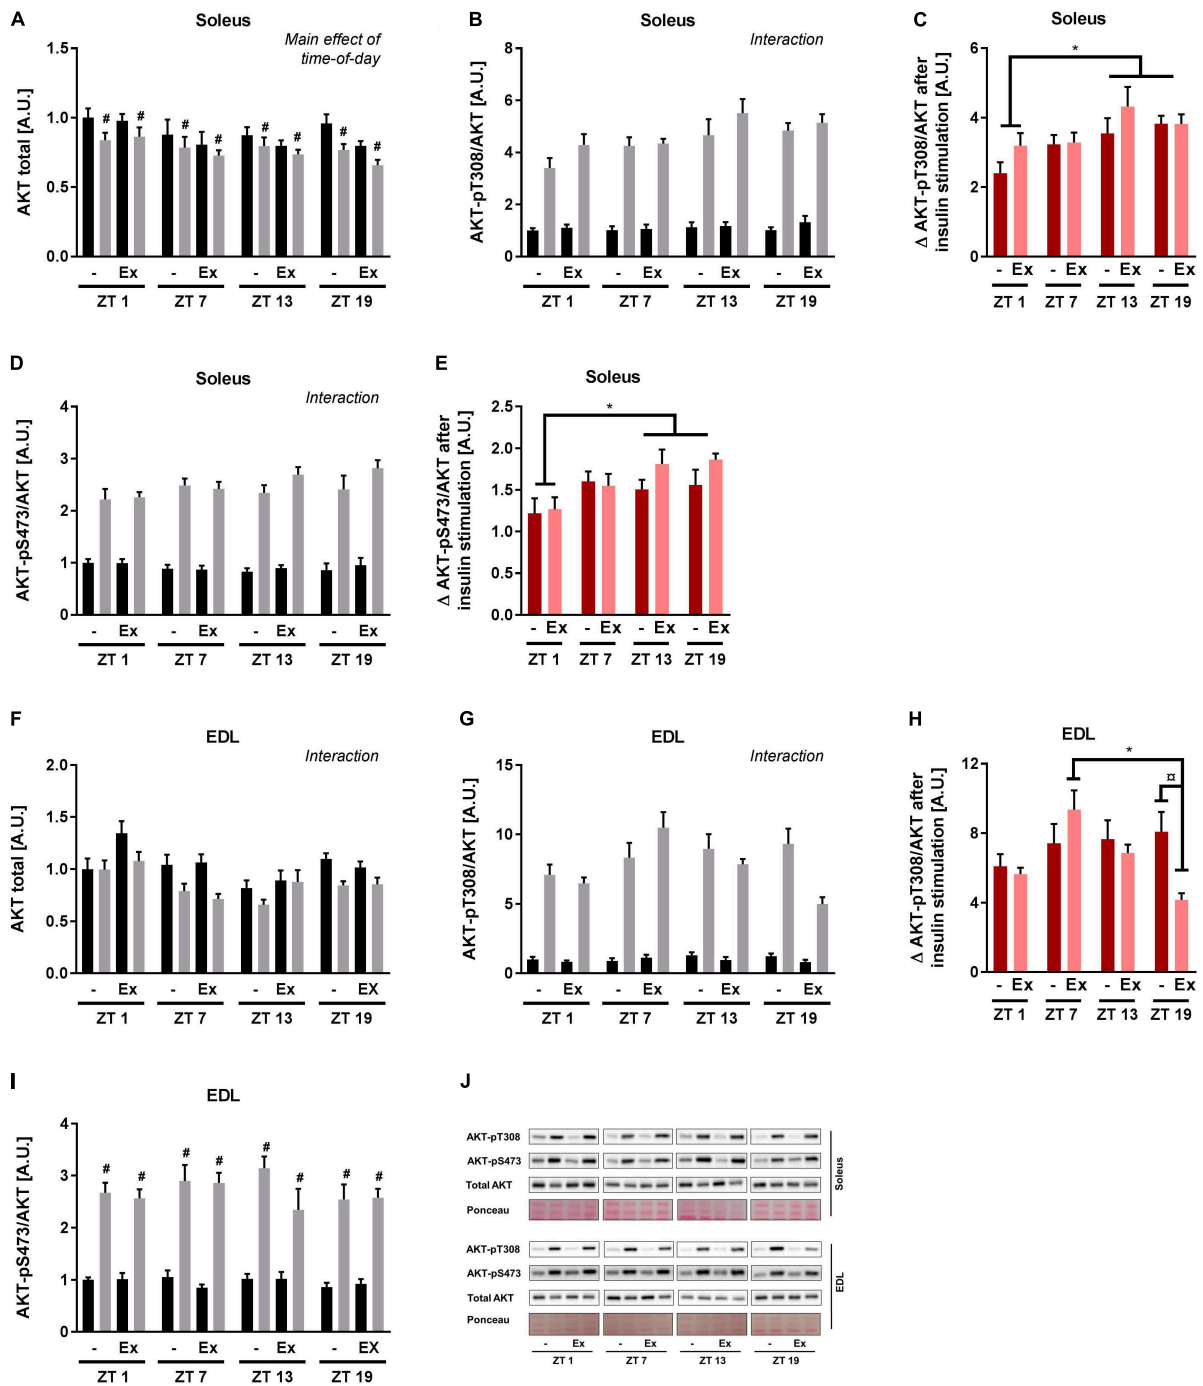 A
Soleus
Main effect of
time-of-day
AKT total [A.U.]
1.5
1.0
0.5
0.0
# # # # # # # #
- Ex - Ex - Ex - Ex
ZT 1 ZT 7 ZT 13 ZT 19
B
Soleus
Interaction
AKT-pT308/AKT [A.U.]
8
6
4
2
0
- Ex - Ex - Ex - Ex
ZT 1 ZT 7 ZT 13 ZT 19
C
Soleus
Δ AKT-pT308/AKT after
insulin stimulation [A.U.]
6
4
2
0
*
- Ex - Ex - Ex - Ex
ZT 1 ZT 7 ZT 13 ZT 19
D
Soleus
Interaction
AKT-pS473/AKT [A.U.]
4
3
2
1
0
- Ex - Ex - Ex - Ex
ZT 1 ZT 7 ZT 13 ZT 19
E
Soleus
Δ AKT-pS473/AKT after
insulin stimulation [A.U.]
2.5
2.0
1.5
1.0
0.5
0.0
*
- Ex - Ex - Ex - Ex
ZT 1 ZT 7 ZT 13 ZT 19
F
EDL
Interaction
AKT total [A.U.]
2.0
1.5
1.0
0.5
0.0
- Ex - Ex - Ex - EX
ZT 1 ZT 7 ZT 13 ZT 19
G
EDL
Interaction
AKT-pT308/AKT [A.U.]
15
10
5
0
- Ex - Ex - Ex - Ex
ZT 1 ZT 7 ZT 13 ZT 19
H
EDL
Δ AKT-pT308/AKT after
insulin stimulation [A.U.]
12
8
4
0
*
¤
- Ex - Ex - Ex - Ex
ZT 1 ZT 7 ZT 13 ZT 19
I
EDL
AKT-pS473/AKT [A.U.]
4
3
2
1
0
# # # # # # # #
- Ex - Ex - Ex - EX
ZT 1 ZT 7 ZT 13 ZT 19
J
AKT-pT308
AKT-pS473
Total AKT
Ponceau
Soleus
AKT-pT308
AKT-pS473
Total AKT
Ponceau
EDL
- Ex - Ex - Ex - Ex
ZT 1 ZT 7 ZT 13 ZT 19